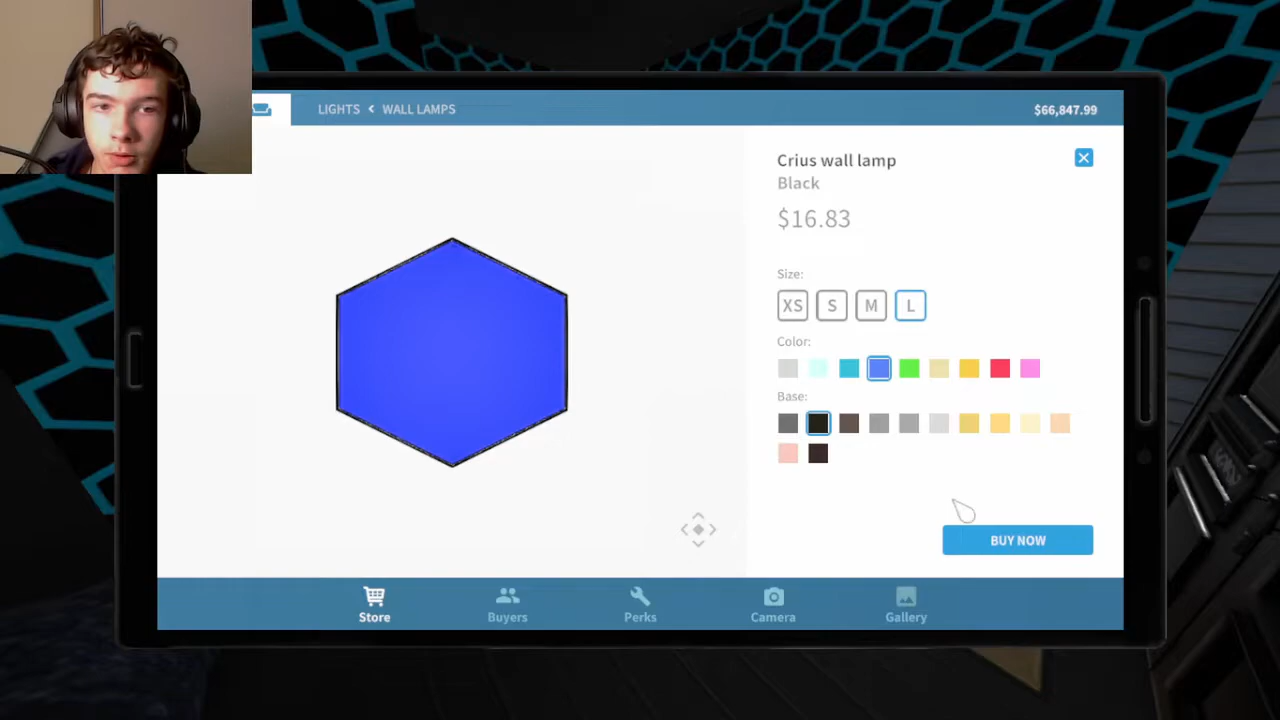 LIGHTS < WALL LAMPS
$66,847.99
Crius wall lamp
Black
$16.83
Size:
XS S M L
Color:
Base:
BUY NOW
Store Buyers Perks Camera Gallery